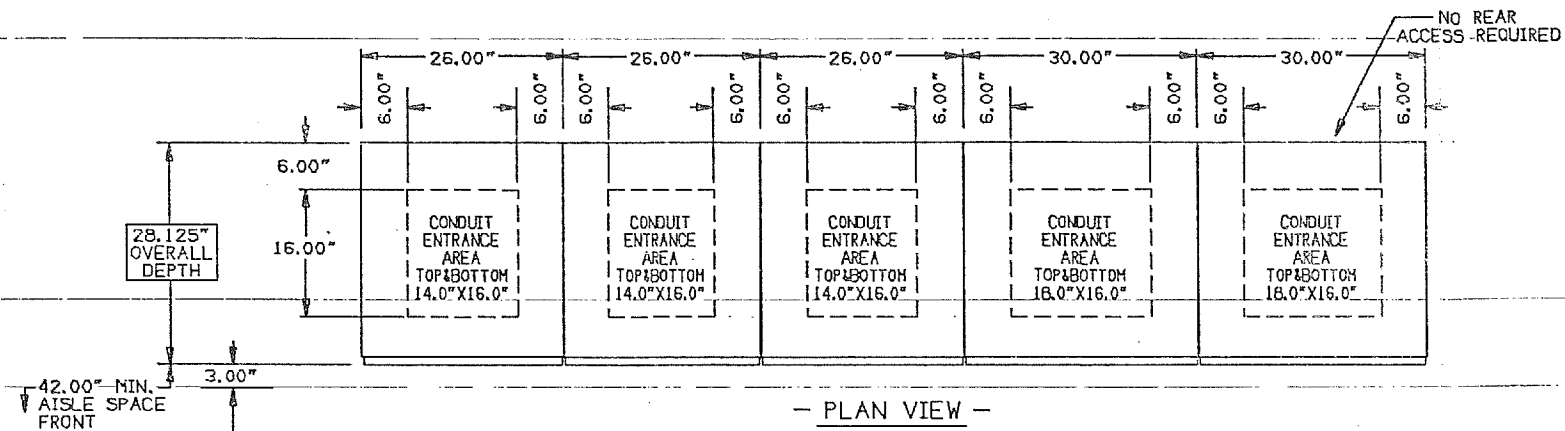 NO REAR
ACCESS REQUIRED
26.00" 26.00" 26.00" 30.00" 30.00"
6.00" 6.00" 6.00" 6.00" 6.00" 6.00" 6.00" 6.00" 6.00" 6.00"
6.00"
16.00"
28.125"
OVERALL
DEPTH
CONDUIT
ENTRANCE
AREA
TOP&BOTTOM
14.0"X16.0"
CONDUIT
ENTRANCE
AREA
TOP&BOTTOM
14.0"X16.0"
CONDUIT
ENTRANCE
AREA
TOP&BOTTOM
14.0"X16.0"
CONDUIT
ENTRANCE
AREA
TOP&BOTTOM
18.0"X16.0"
CONDUIT
ENTRANCE
AREA
TOP&BOTTOM
18.0"X16.0"
3.00"
42.00" MIN.
AISLE SPACE
FRONT
- PLAN VIEW -